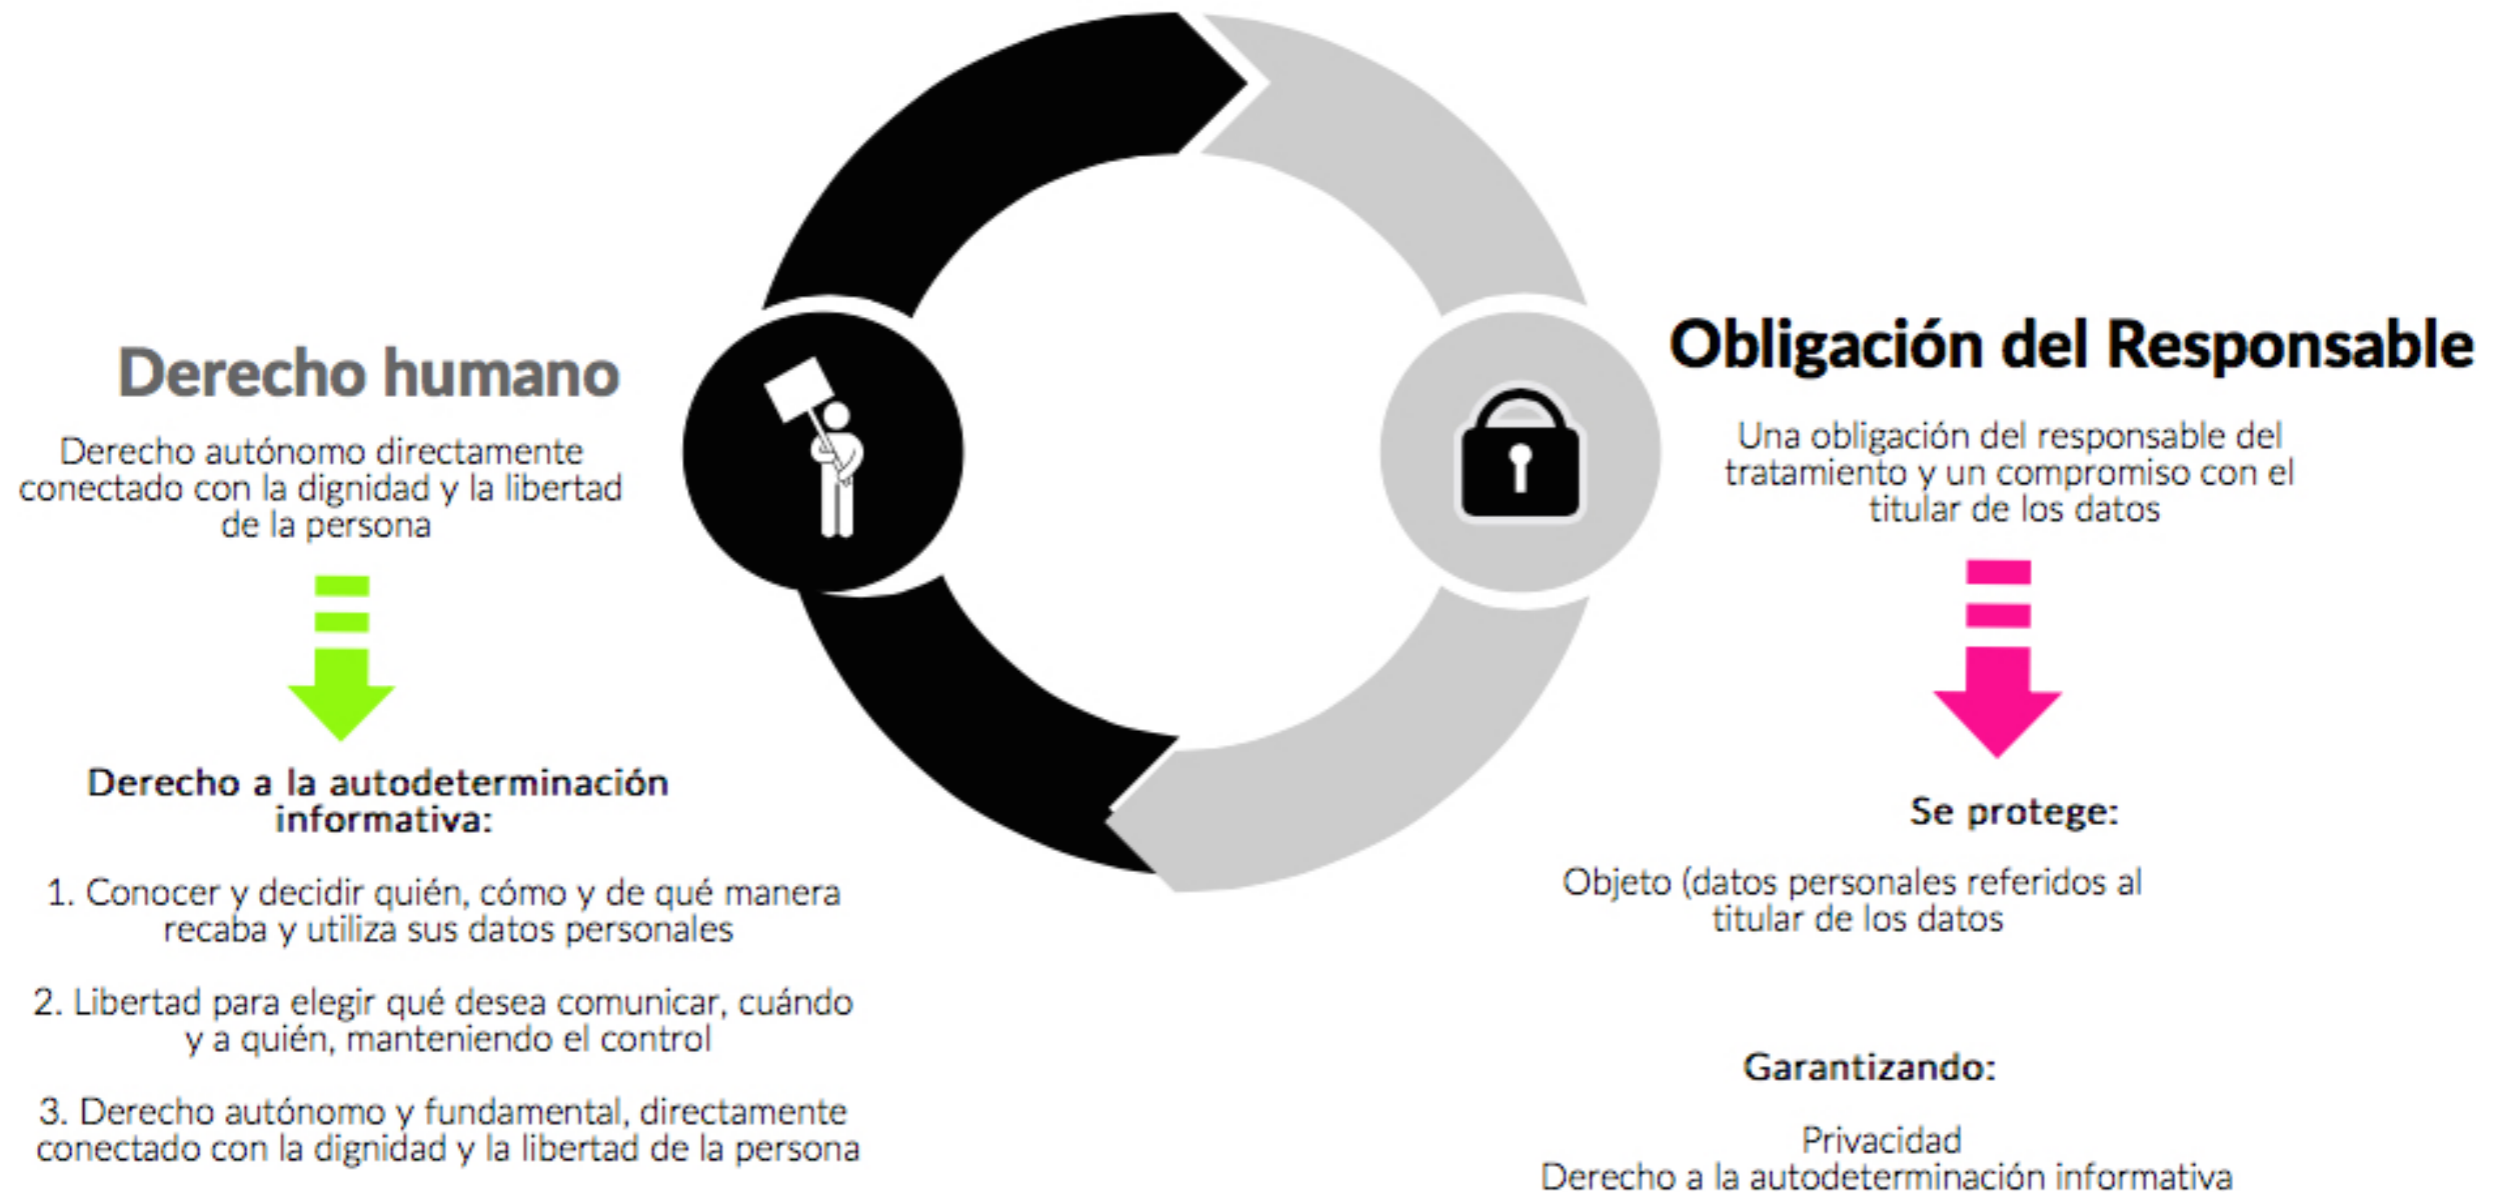 Derecho humano
Derecho autónomo directamente
conectado con la dignidad y la libertad
de la persona
Derecho a la autodeterminación
informativa:
1. Conocer y decidir quién, cómo y de qué manera
recaba y utiliza sus datos personales
2. Libertad para elegir qué desea comunicar, cuándo
y a quién, manteniendo el control
3. Derecho autónomo y fundamental, directamente
conectado con la dignidad y la libertad de la persona
Obligación del Responsable
Una obligación del responsable del
tratamiento y un compromiso con el
titular de los datos
Se protege:
Objeto (datos personales referidos al
titular de los datos
Garantizando:
Privacidad
Derecho a la autodeterminación informativa